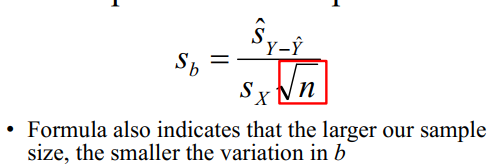 s_b = ŝ_{Y−Ŷ} / (s_X √n)
• Formula also indicates that the larger our sample
size, the smaller the variation in b